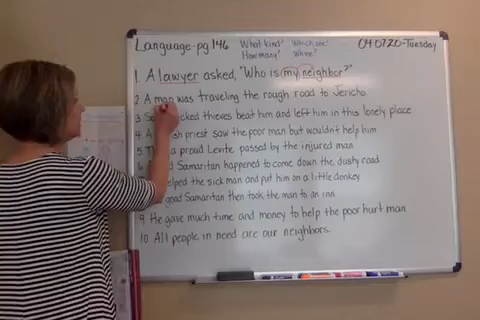 Language-pg 146 What kind? Which one? 040720-Tuesday
How many? Whose?
1. A lawyer asked, "Who is my neighbor?"
2 A man was traveling the rough road to Jericho.
3 thieves beat him and left him in this lonely place
4 priest saw the poor man but wouldn't help him
5 a proud Levite passed by the injured man
Samaritan happened to come down the dusty road
helped the sick man and put him on a little donkey
good Samaritan then took the man to an inn
9 He gave much time and money to help the poor hurt man
10 All people in need are our neighbors.